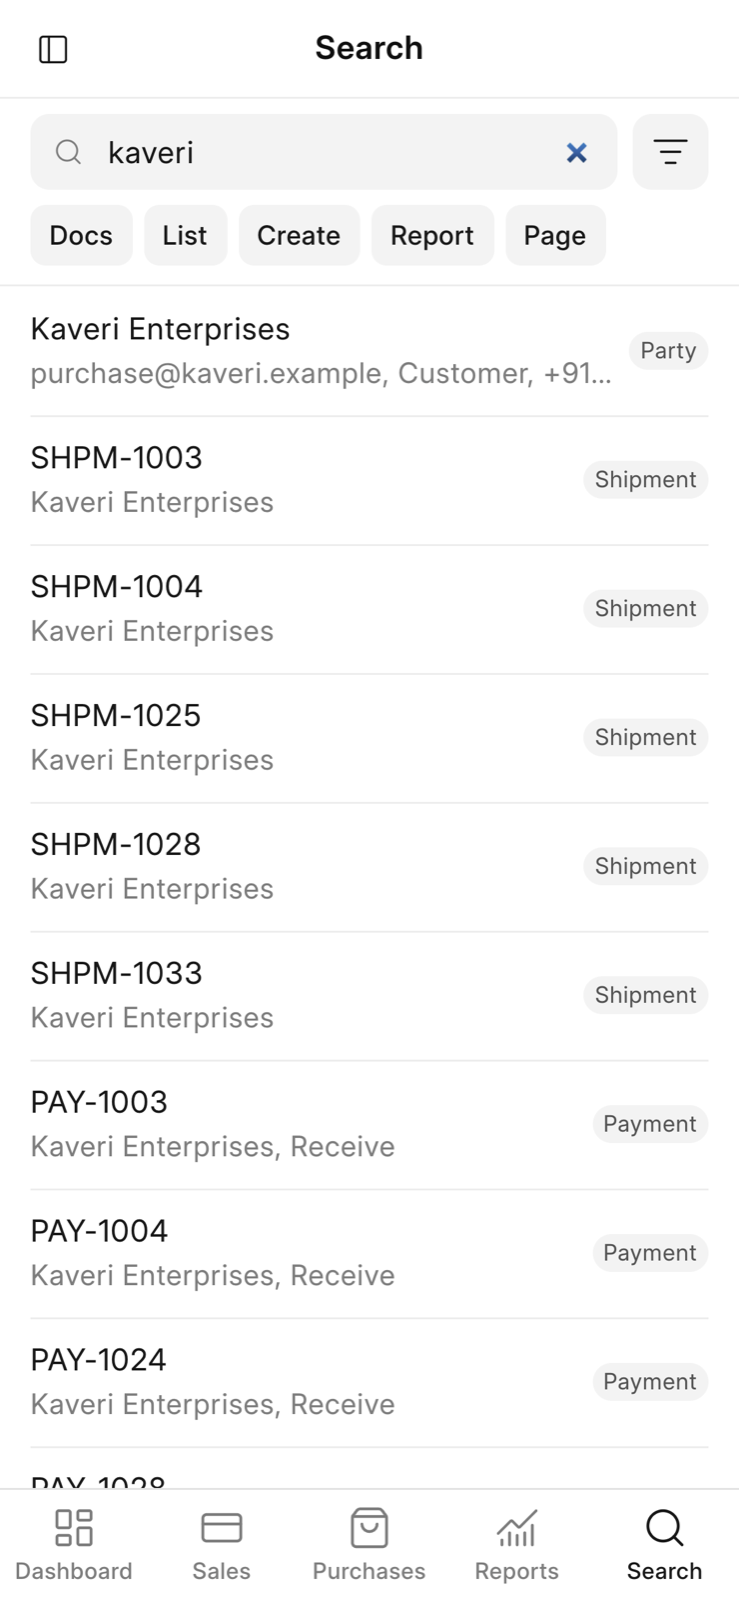 Search
kaveri
Docs List Create Report Page
Kaveri Enterprises
purchase@kaveri.example, Customer, +91...
Party
SHPM-1003
Kaveri Enterprises
Shipment
SHPM-1004
Kaveri Enterprises
Shipment
SHPM-1025
Kaveri Enterprises
Shipment
SHPM-1028
Kaveri Enterprises
Shipment
SHPM-1033
Kaveri Enterprises
Shipment
PAY-1003
Kaveri Enterprises, Receive
Payment
PAY-1004
Kaveri Enterprises, Receive
Payment
PAY-1024
Kaveri Enterprises, Receive
Payment
PAY-1028
Dashboard Sales Purchases Reports Search